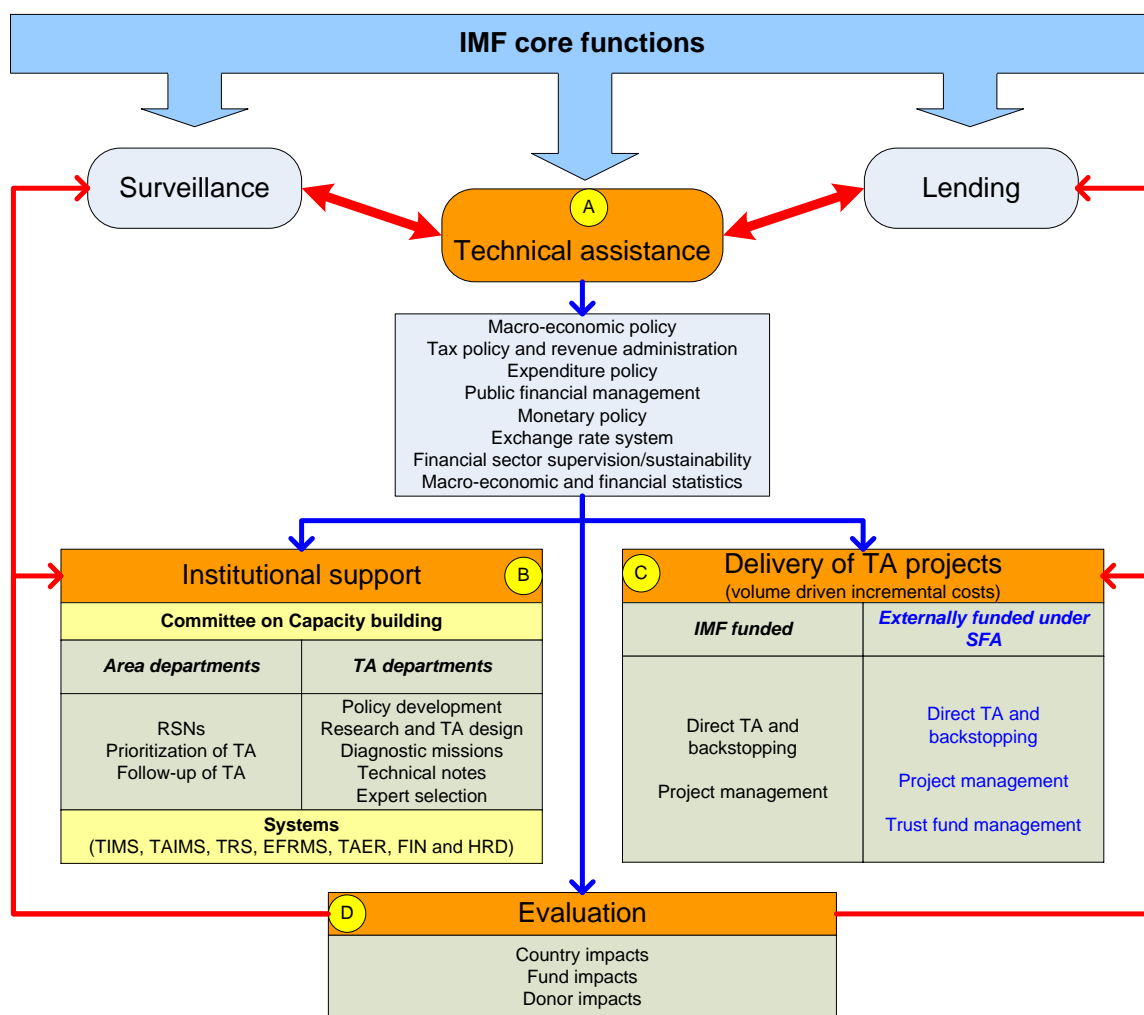 IMF core functions
Surveillance
Lending
A
Technical assistance
Macro-economic policy
Tax policy and revenue administration
Expenditure policy
Public financial management
Monetary policy
Exchange rate system
Financial sector supervision/sustainability
Macro-economic and financial statistics
Institutional support
B
Committee on Capacity building
Area departments
RSNs
Prioritization of TA
Follow-up of TA
TA departments
Policy development
Research and TA design
Diagnostic missions
Technical notes
Expert selection
Systems
(TIMS, TAIMS, TRS, EFRMS, TAER, FIN and HRD)
C
Delivery of TA projects
(volume driven incremental costs)
IMF funded
Direct TA and
backstopping
Project management
Externally funded under
SFA
Direct TA and
backstopping
Project management
Trust fund management
D
Evaluation
Country impacts
Fund impacts
Donor impacts